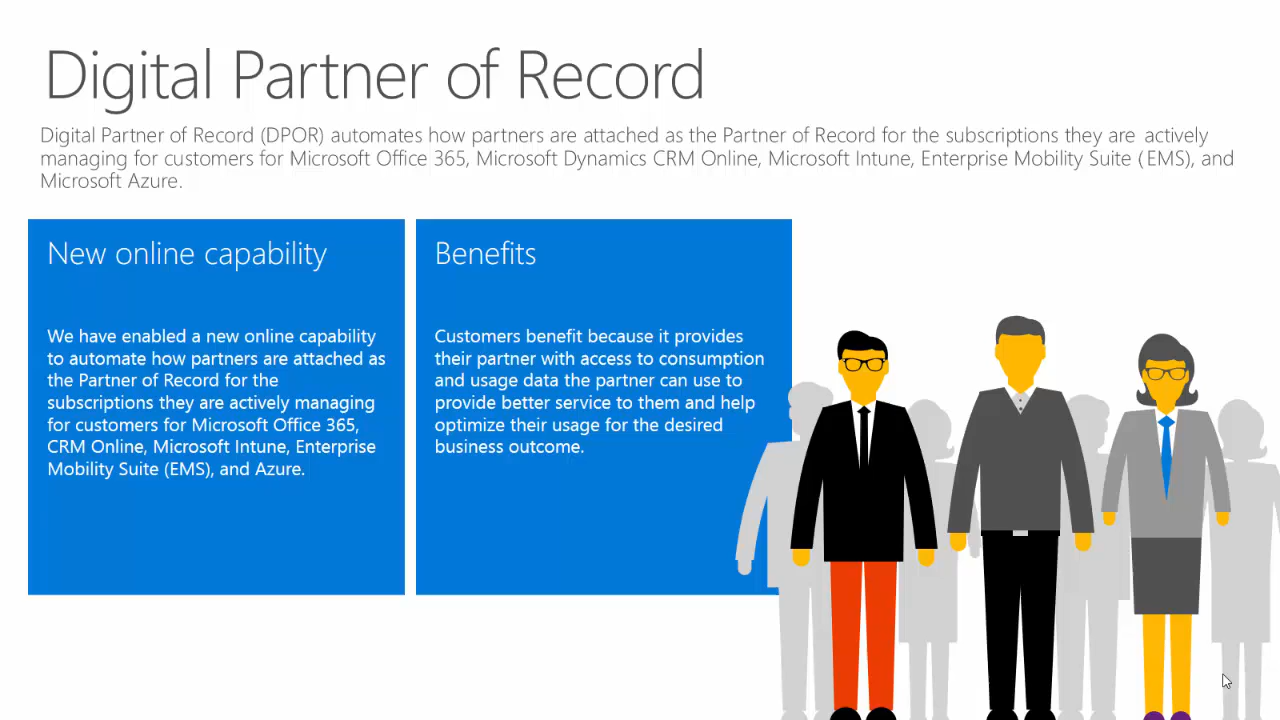 Digital Partner of Record
Digital Partner of Record (DPOR) automates how partners are attached as the Partner of Record for the subscriptions they are actively
managing for customers for Microsoft Office 365, Microsoft Dynamics CRM Online, Microsoft Intune, Enterprise Mobility Suite (EMS), and
Microsoft Azure.
New online capability
We have enabled a new online capability
to automate how partners are attached as
the Partner of Record for the
subscriptions they are actively managing
for customers for Microsoft Office 365,
CRM Online, Microsoft Intune, Enterprise
Mobility Suite (EMS), and Azure.
Benefits
Customers benefit because it provides
their partner with access to consumption
and usage data the partner can use to
provide better service to them and help
optimize their usage for the desired
business outcome.